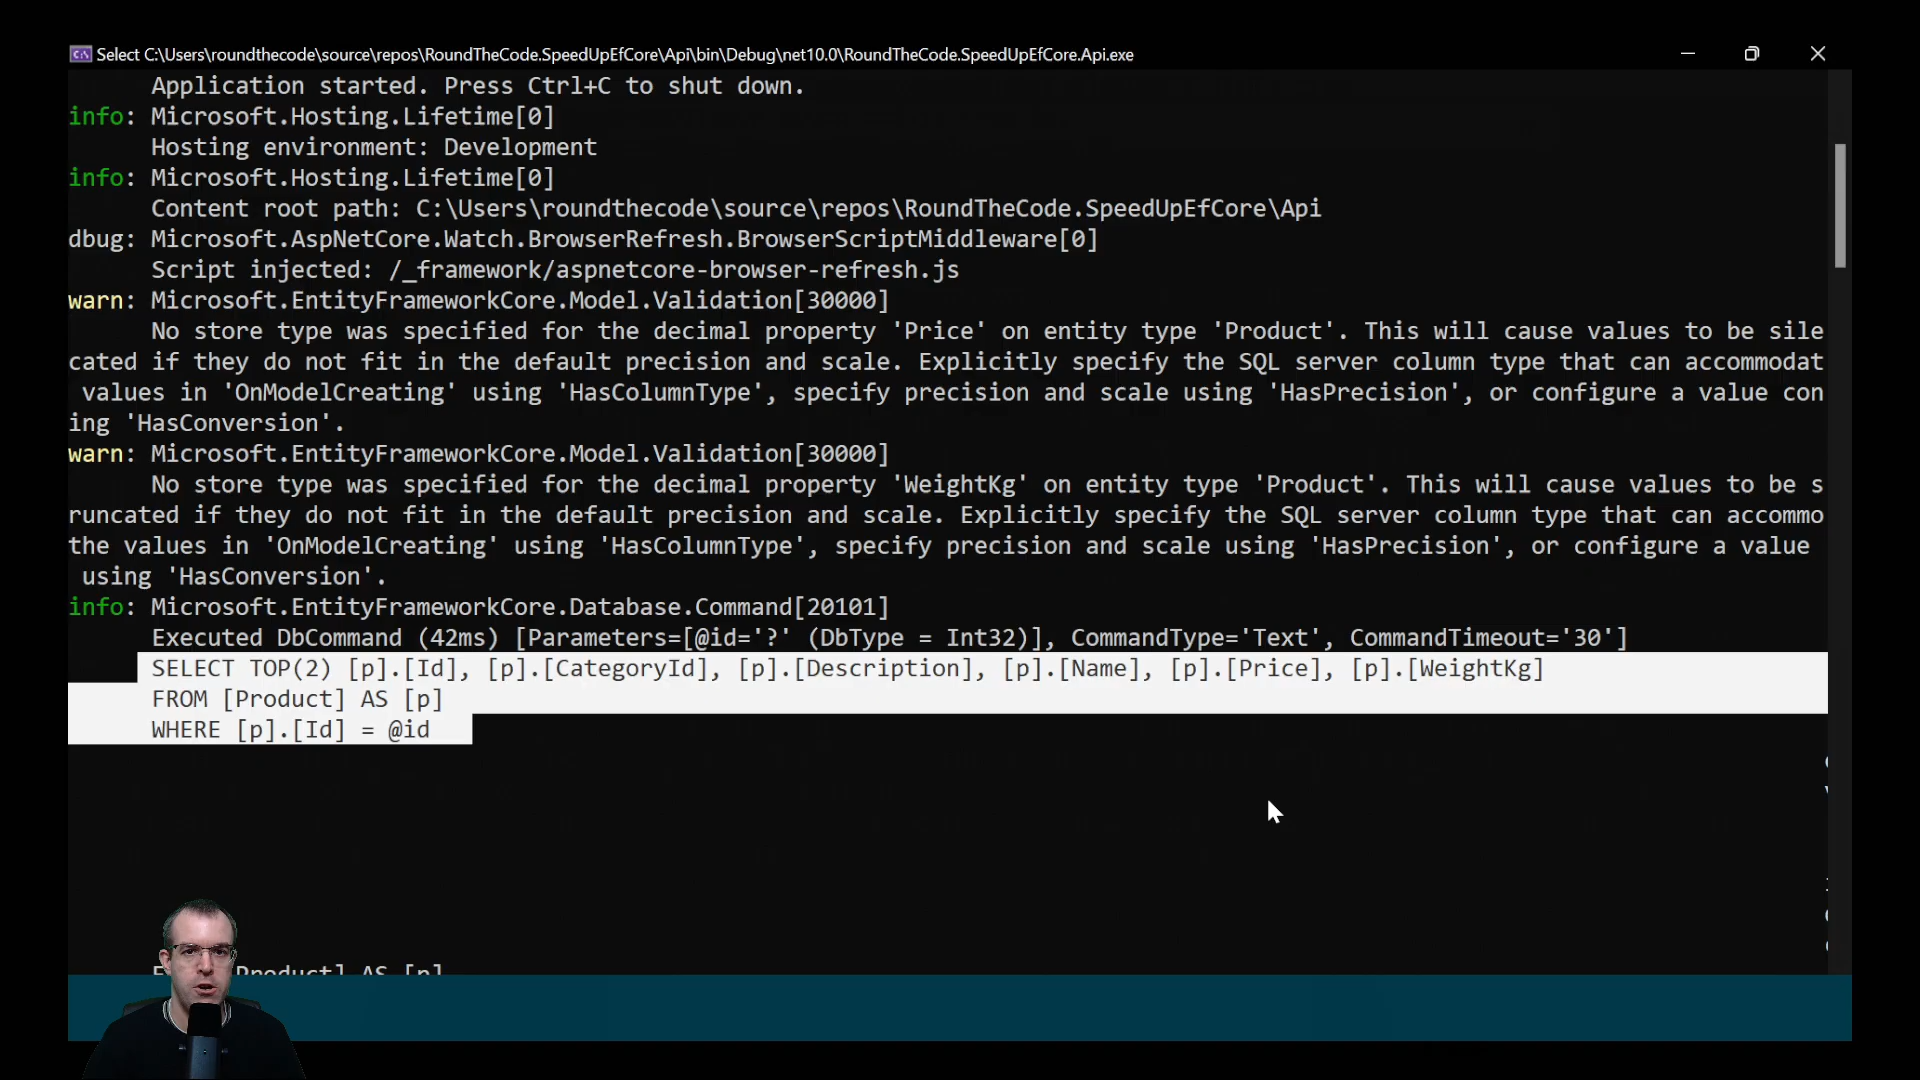 Select C:\Users\roundthecode\source\repos\RoundTheCode.SpeedUpEfCore\Api\bin\Debug\net10.0\RoundTheCode.SpeedUpEfCore.Api.exe
Application started. Press Ctrl+C to shut down.
info: Microsoft.Hosting.Lifetime[0]
Hosting environment: Development
info: Microsoft.Hosting.Lifetime[0]
Content root path: C:\Users\roundthecode\source\repos\RoundTheCode.SpeedUpEfCore\Api
dbug: Microsoft.AspNetCore.Watch.BrowserRefresh.BrowserScriptMiddleware[0]
Script injected: /_framework/aspnetcore-browser-refresh.js
warn: Microsoft.EntityFrameworkCore.Model.Validation[30000]
No store type was specified for the decimal property 'Price' on entity type 'Product'. This will cause values to be sile
cated if they do not fit in the default precision and scale. Explicitly specify the SQL server column type that can accommodat
values in 'OnModelCreating' using 'HasColumnType', specify precision and scale using 'HasPrecision', or configure a value con
ing 'HasConversion'.
warn: Microsoft.EntityFrameworkCore.Model.Validation[30000]
No store type was specified for the decimal property 'WeightKg' on entity type 'Product'. This will cause values to be s
runcated if they do not fit in the default precision and scale. Explicitly specify the SQL server column type that can accommo
the values in 'OnModelCreating' using 'HasColumnType', specify precision and scale using 'HasPrecision', or configure a value
using 'HasConversion'.
info: Microsoft.EntityFrameworkCore.Database.Command[20101]
Executed DbCommand (42ms) [Parameters=[@id='?' (DbType = Int32)], CommandType='Text', CommandTimeout='30']
SELECT TOP(2) [p].[Id], [p].[CategoryId], [p].[Description], [p].[Name], [p].[Price], [p].[WeightKg]
FROM [Product] AS [p]
WHERE [p].[Id] = @id
Product] AS [p]